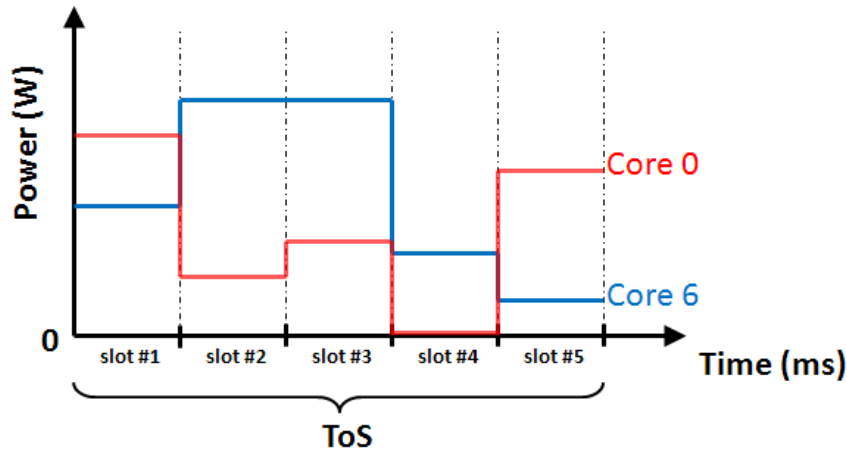 Power (W)
Core 0
Core 6
0
slot #1 slot #2 slot #3 slot #4 slot #5
Time (ms)
ToS